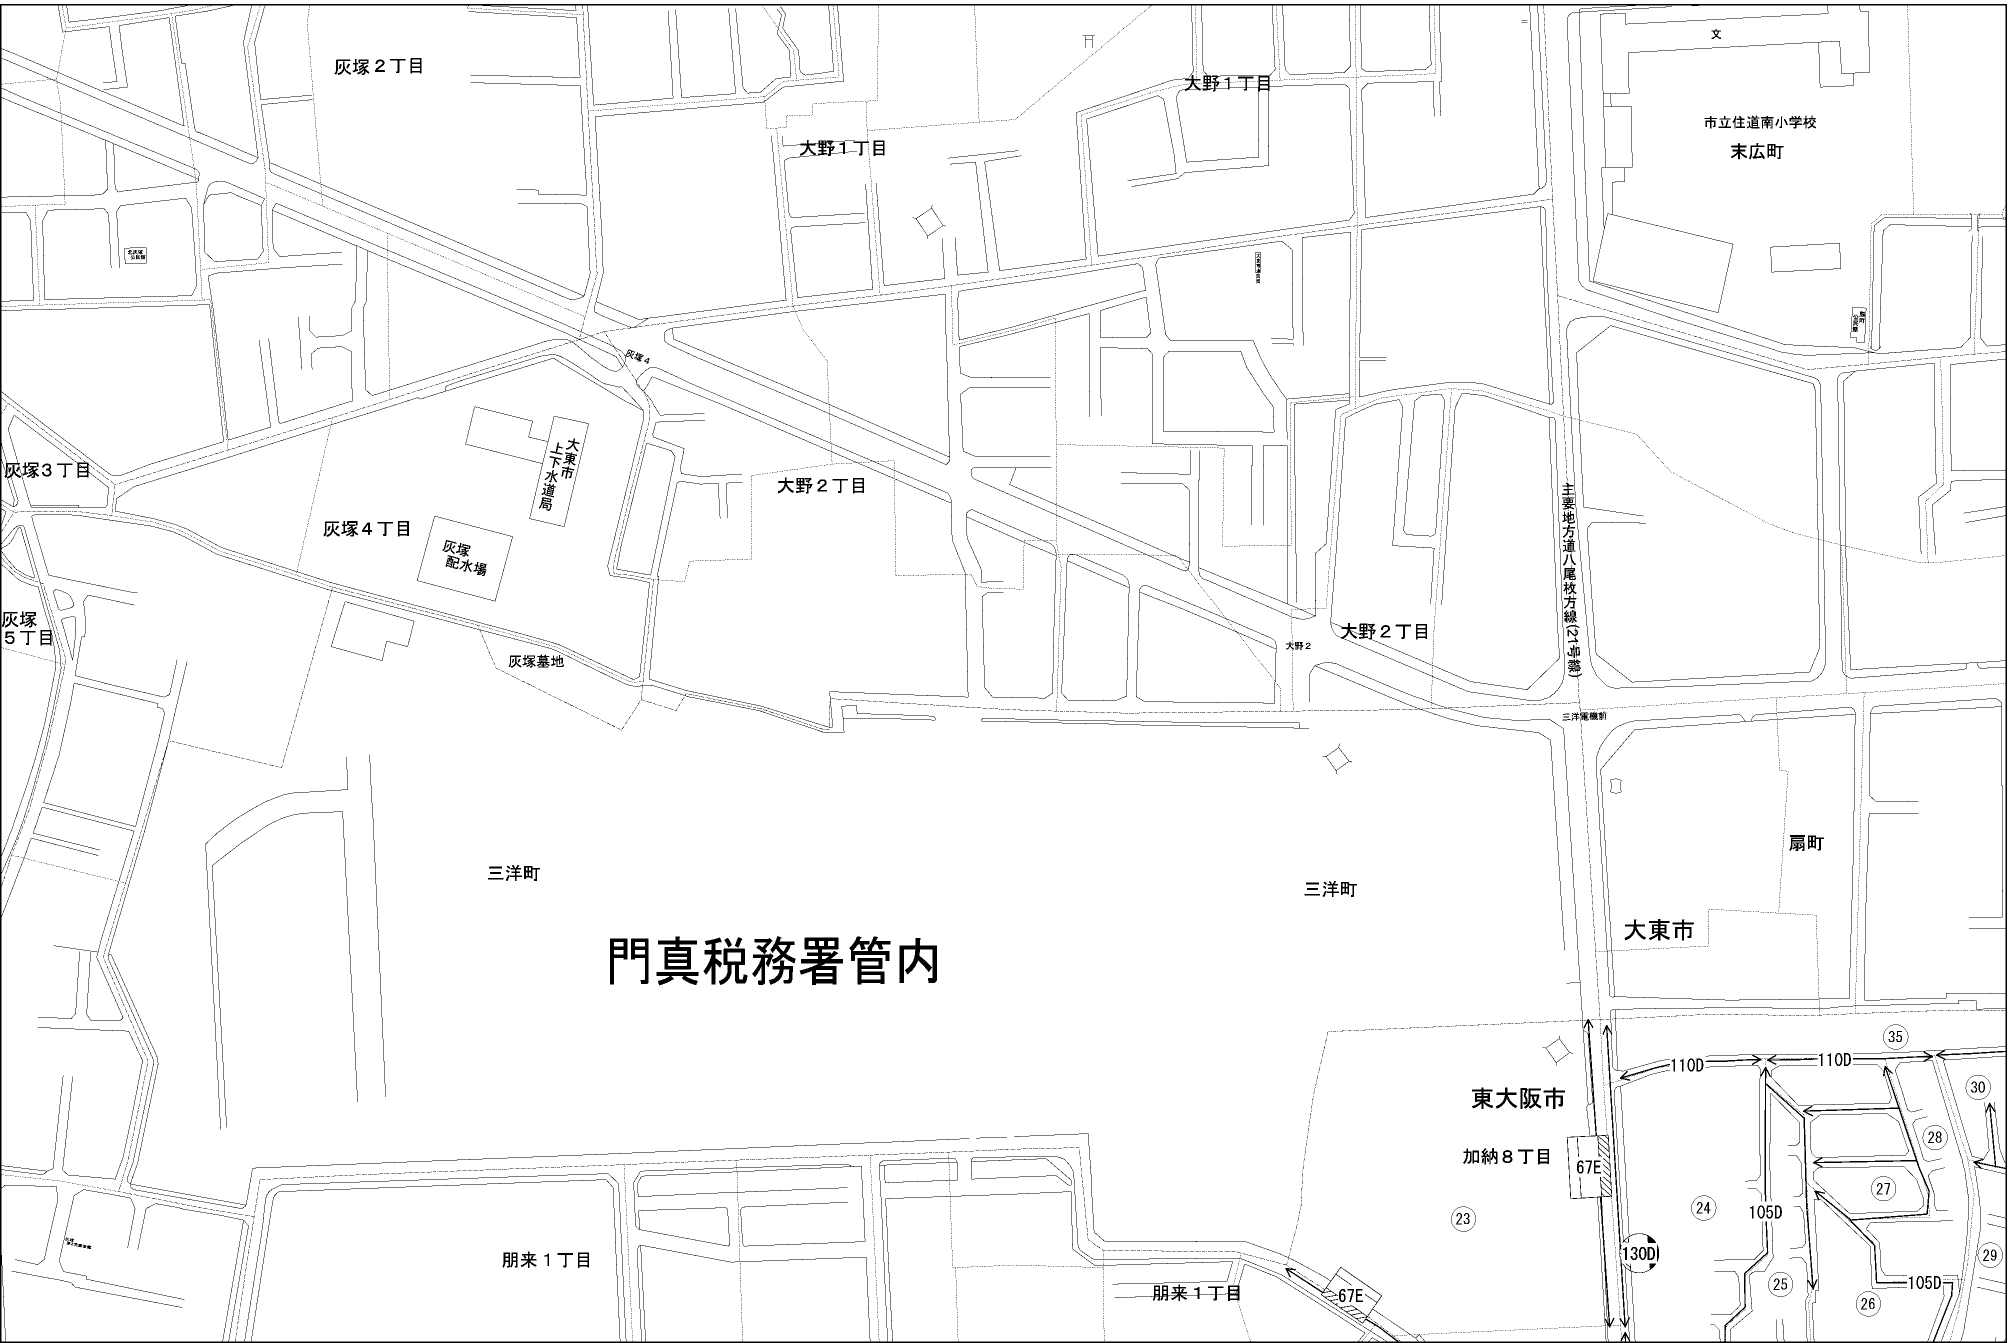 灰塚２丁目
文
大野１丁目
市立住道南小学校
末広町
大野１丁目
灰塚４
灰塚３丁目
大東市
上下水道局
大野２丁目
灰塚４丁目
灰塚
配水場
主要地方道八尾枚方線(21号線)
灰塚
５丁目
大野２丁目
大野２
灰塚墓地
三洋電機前
扇町
三洋町
三洋町
大東市
門真税務署管内
35
110D
110D
30
東大阪市
28
加納８丁目
67E
27
24
105D
23
130D
29
朋来１丁目
25
105D
朋来１丁目
67E
26